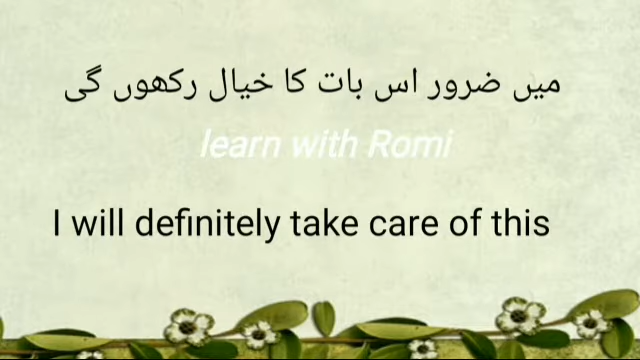 میں ضرور اس بات کا خیال رکھوں گی
learn with Romi
I will definitely take care of this